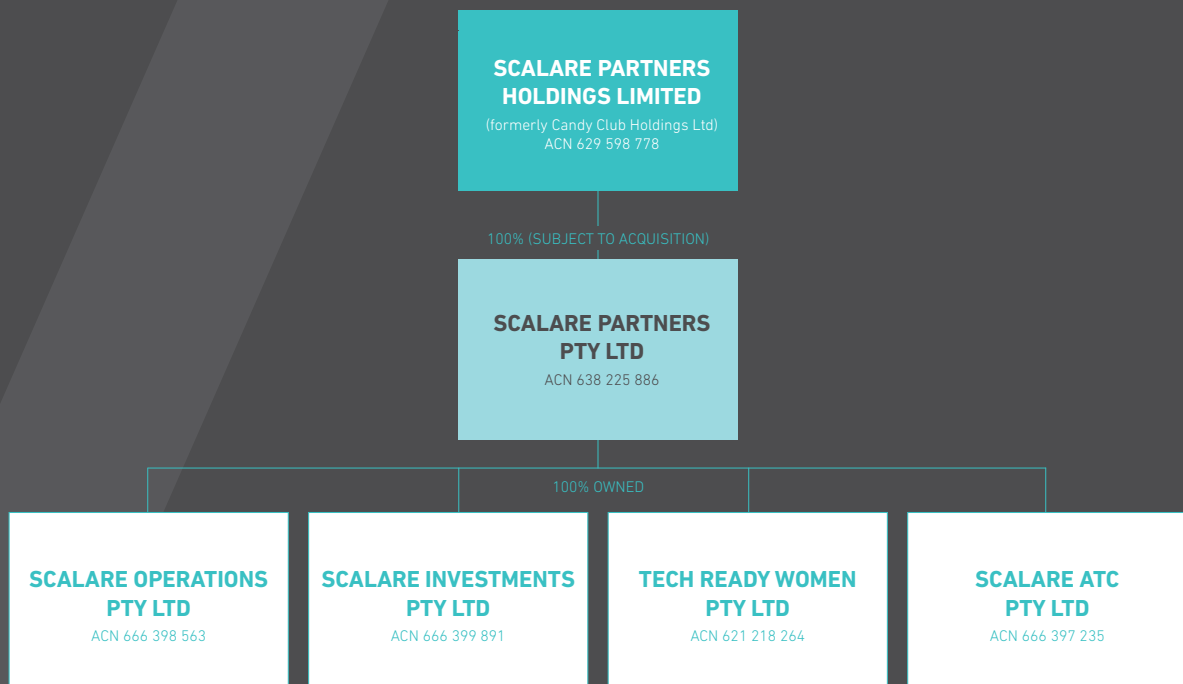 SCALARE PARTNERS
HOLDINGS LIMITED
(formerly Candy Club Holdings Ltd)
ACN 629 598 778
100% (SUBJECT TO ACQUISITION)
SCALARE PARTNERS
PTY LTD
ACN 638 225 886
100% OWNED
SCALARE OPERATIONS
PTY LTD
ACN 666 398 563
SCALARE INVESTMENTS
PTY LTD
ACN 666 399 891
TECH READY WOMEN
PTY LTD
ACN 621 218 264
SCALARE ATC
PTY LTD
ACN 666 397 235